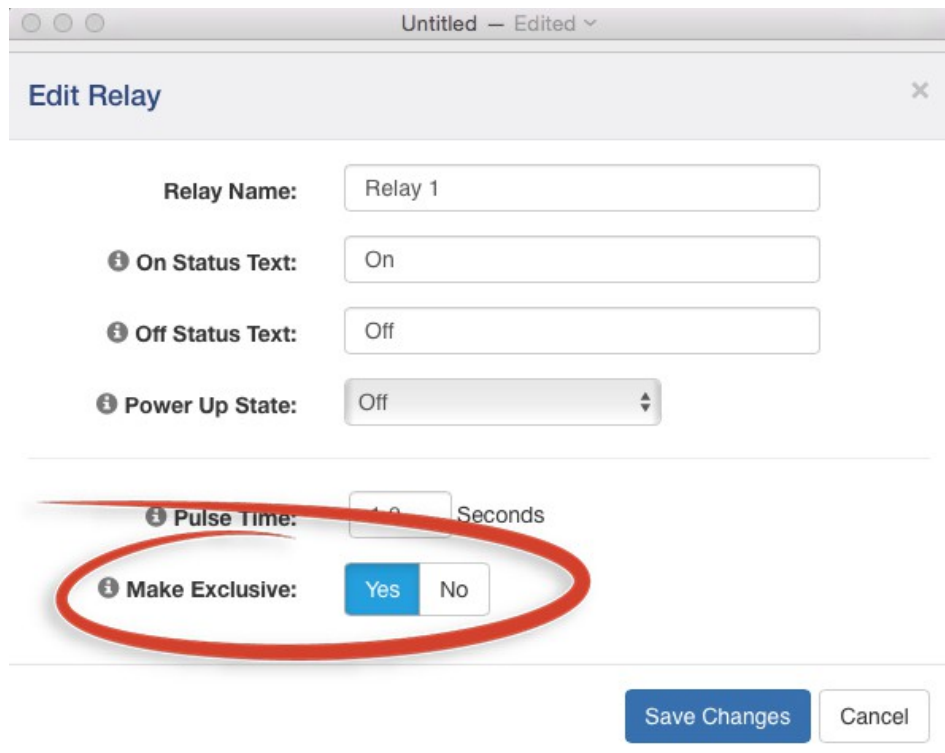 Untitled — Edited
Edit Relay ×
Relay Name: Relay 1
On Status Text: On
Off Status Text: Off
Power Up State: Off
Pulse Time: Seconds
Make Exclusive: Yes No
Save Changes Cancel